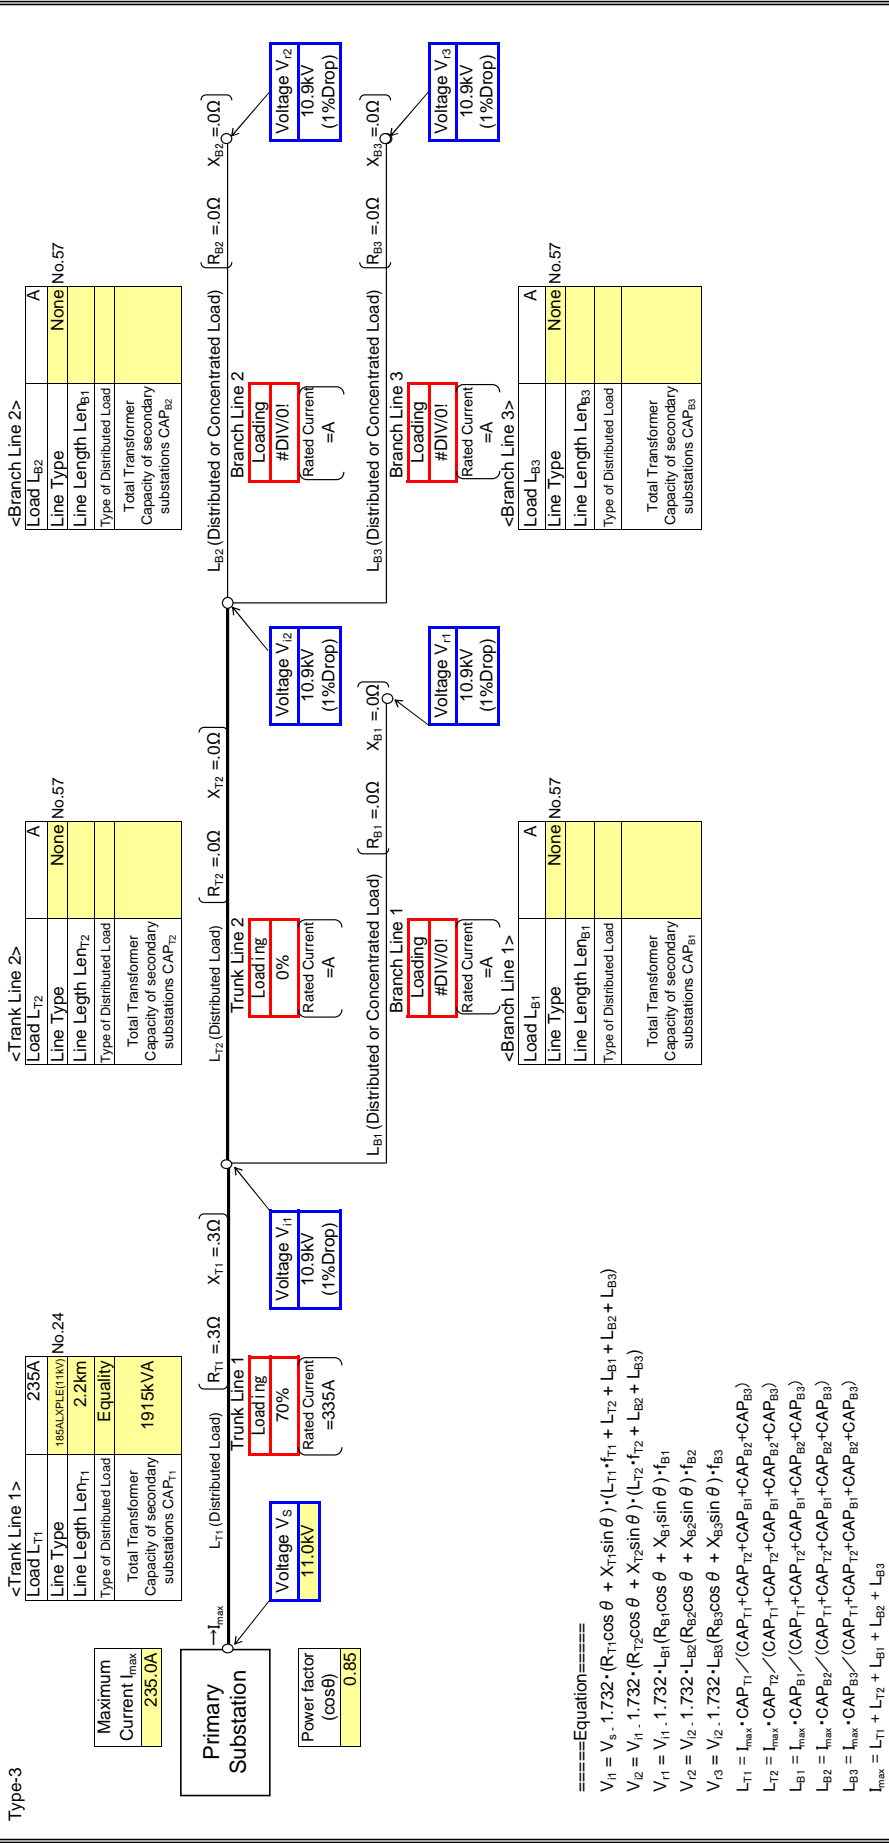 Type-3
Maximum
Current Imax
235.0A
Primary
Substation
Power factor
(cosθ)
0.85
→Imax
Voltage VS
11.0kV
<Trank Line 1>
Load LT1 235A
Line Type 185ALXPLE(11kV) No.24
Line Legth LenT1 2.2km
Type of Distributed Load Equality
Total Transformer
Capacity of secondary
substations CAPT1
1915kVA
LT1 (Distributed Load)
RT1 =.3Ω XT1 =.3Ω
Trunk Line 1
Loading
70%
Rated Current
=335A
Voltage Vi1
10.9kV
(1%Drop)
<Trank Line 2>
Load LT2 A
Line Type None No.57
Line Legth LenT2
Type of Distributed Load
Total Transformer
Capacity of secondary
substations CAPT2
LT2 (Distributed Load)
RT2 =.0Ω XT2 =.0Ω
Trunk Line 2
Loading
0%
Rated Current
=A
Voltage Vi2
10.9kV
(1%Drop)
LB1 (Distributed or Concentrated Load)
RB1 =.0Ω XB1 =.0Ω
Branch Line 1
Loading
#DIV/0!
Rated Current
=A
Voltage Vr1
10.9kV
(1%Drop)
<Branch Line 1>
Load LB1 A
Line Type None No.57
Line Length LenB1
Type of Distributed Load
Total Transformer
Capacity of secondary
substations CAPB1
<Branch Line 2>
Load LB2 A
Line Type None No.57
Line Length LenB1
Type of Distributed Load
Total Transformer
Capacity of secondary
substations CAPB2
LB2 (Distributed or Concentrated Load)
RB2 =.0Ω XB2 =.0Ω
Branch Line 2
Loading
#DIV/0!
Rated Current
=A
Voltage Vr2
10.9kV
(1%Drop)
LB3 (Distributed or Concentrated Load)
RB3 =.0Ω XB3 =.0Ω
Branch Line 3
Loading
#DIV/0!
Rated Current
=A
Voltage Vr3
10.9kV
(1%Drop)
<Branch Line 3>
Load LB3 A
Line Type None No.57
Line Length LenB3
Type of Distributed Load
Total Transformer
Capacity of secondary
substations CAPB3
=====Equation=====
Vi1 = Vs - 1.732・(RT1cosθ + XT1sinθ)・(LT1・fT1 + LT2 + LB1 + LB2 + LB3)
Vi2 = Vi1 - 1.732・(RT2cosθ + XT2sinθ)・(LT2・fT2 + LB2 + LB3)
Vr1 = Vi1 - 1.732・LB1(RB1cosθ + XB1sinθ)・fB1
Vr2 = Vi2 - 1.732・LB2(RB2cosθ + XB2sinθ)・fB2
Vr3 = Vi2 - 1.732・LB3(RB3cosθ + XB3sinθ)・fB3
LT1 = Imax・CAPT1／(CAPT1+CAPT2+CAPB1+CAPB2+CAPB3)
LT2 = Imax・CAPT2／(CAPT1+CAPT2+CAPB1+CAPB2+CAPB3)
LB1 = Imax・CAPB1／(CAPT1+CAPT2+CAPB1+CAPB2+CAPB3)
LB2 = Imax・CAPB2／(CAPT1+CAPT2+CAPB1+CAPB2+CAPB3)
LB3 = Imax・CAPB3／(CAPT1+CAPT2+CAPB1+CAPB2+CAPB3)
Imax = LT1 + LT2 + LB1 + LB2 + LB3